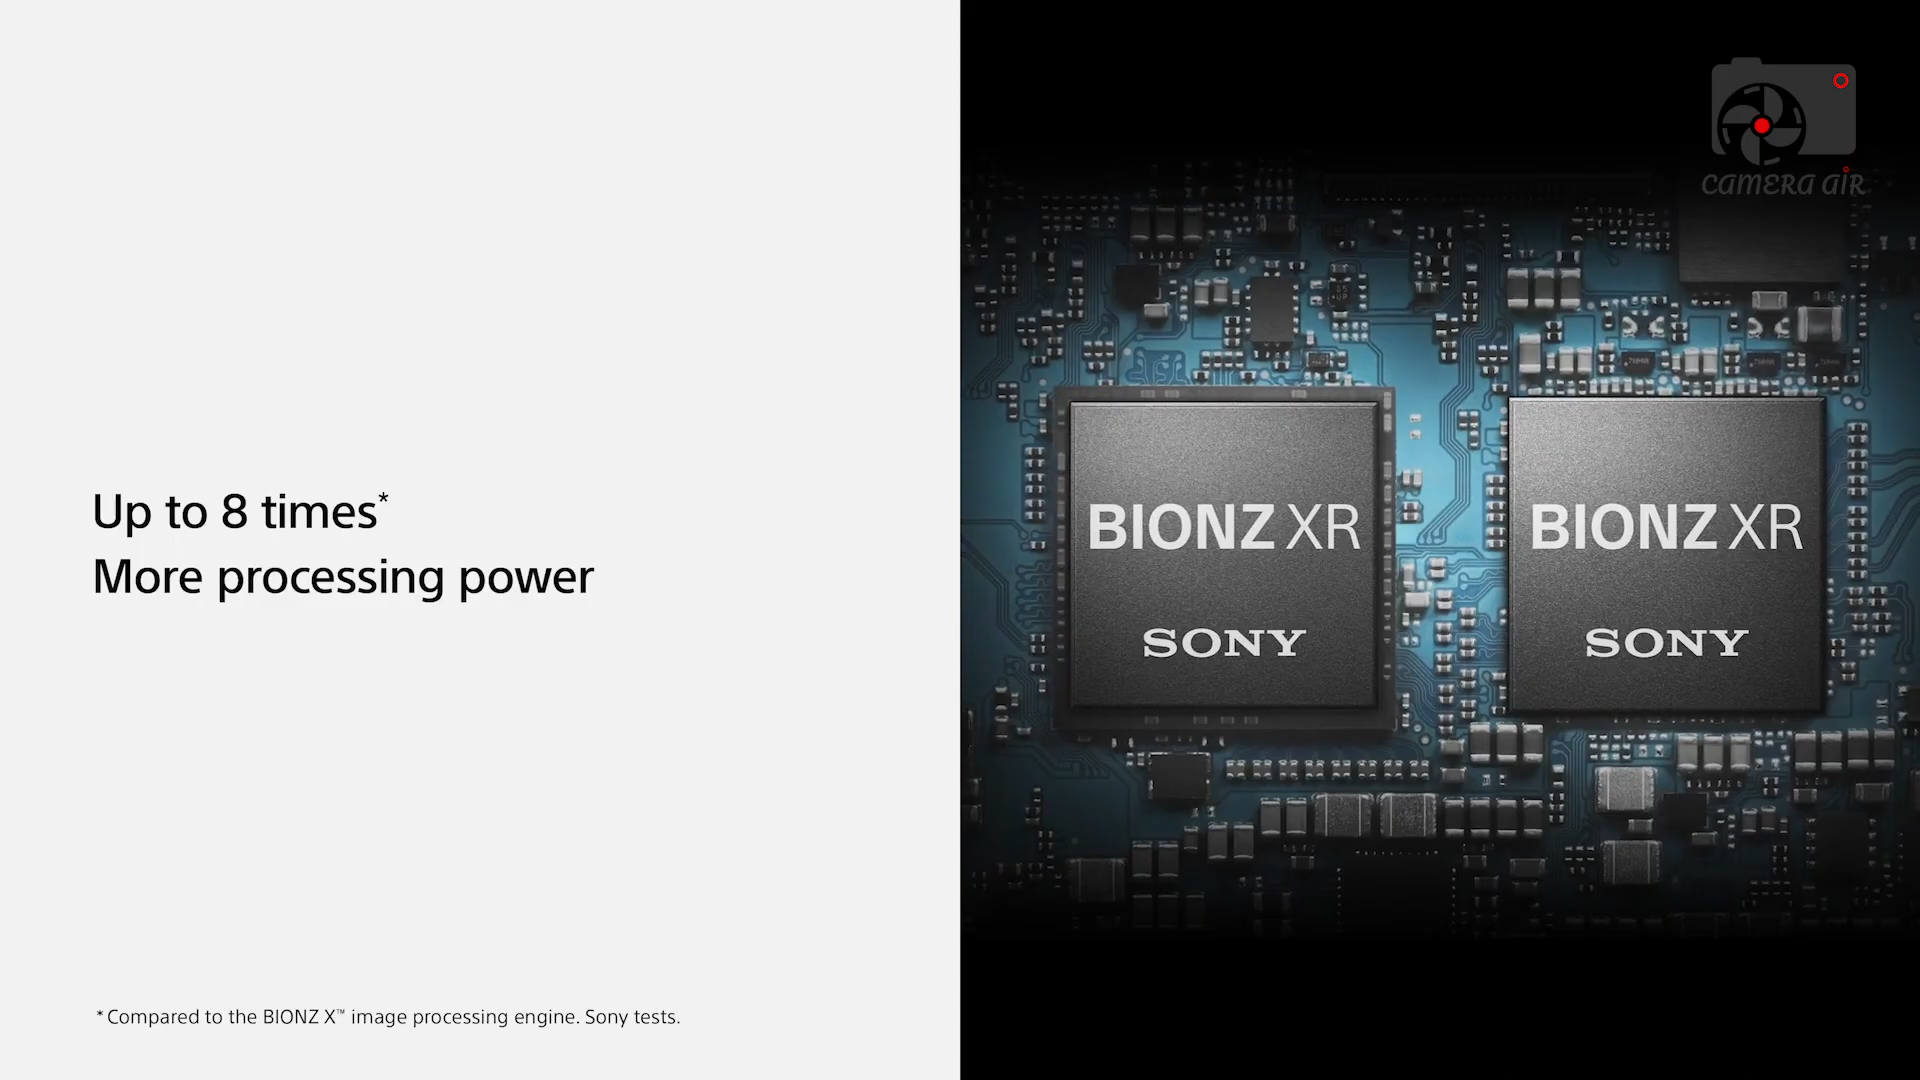 Up to 8 times*
More processing power
*Compared to the BIONZ X™ image processing engine. Sony tests.
CAMERA AIR
BIONZ XR
SONY
BIONZ XR
SONY